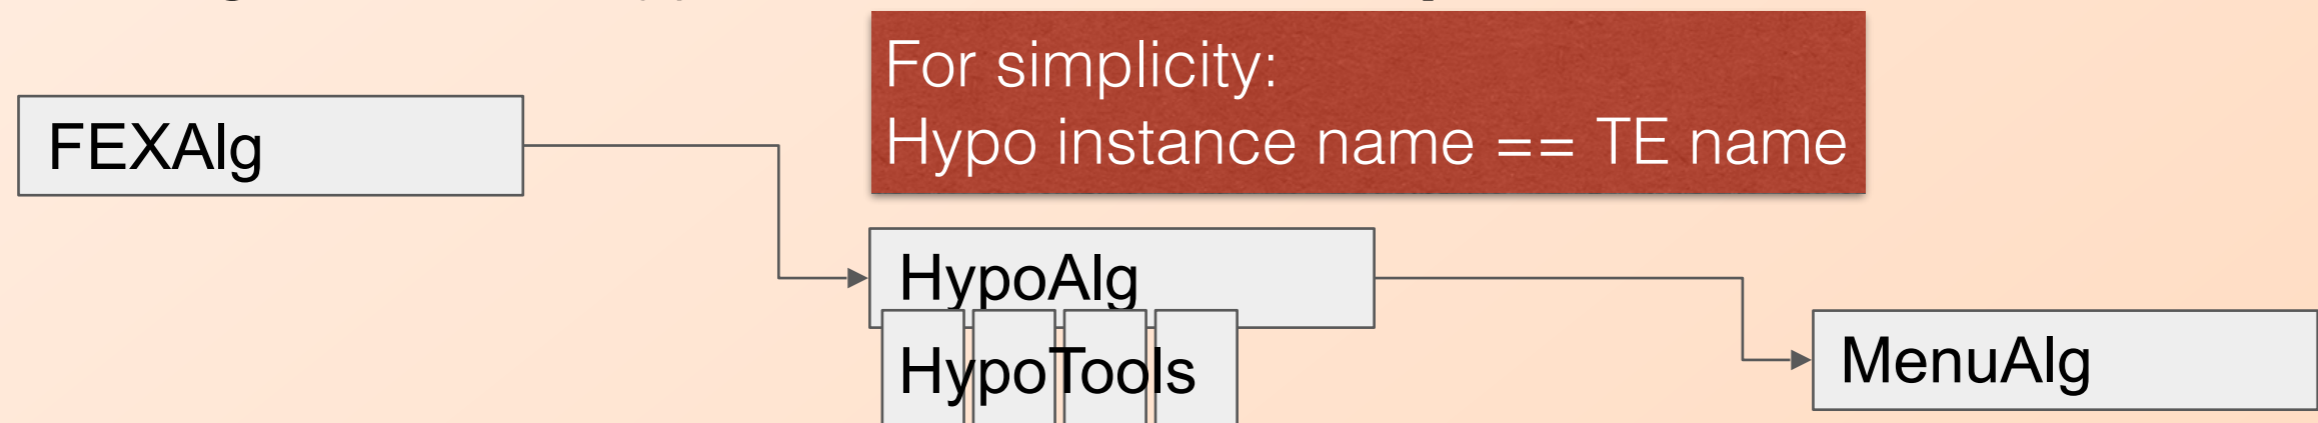 For simplicity:
Hypo instance name == TE name
FEXAlg
HypoAlg
HypoTools
MenuAlg